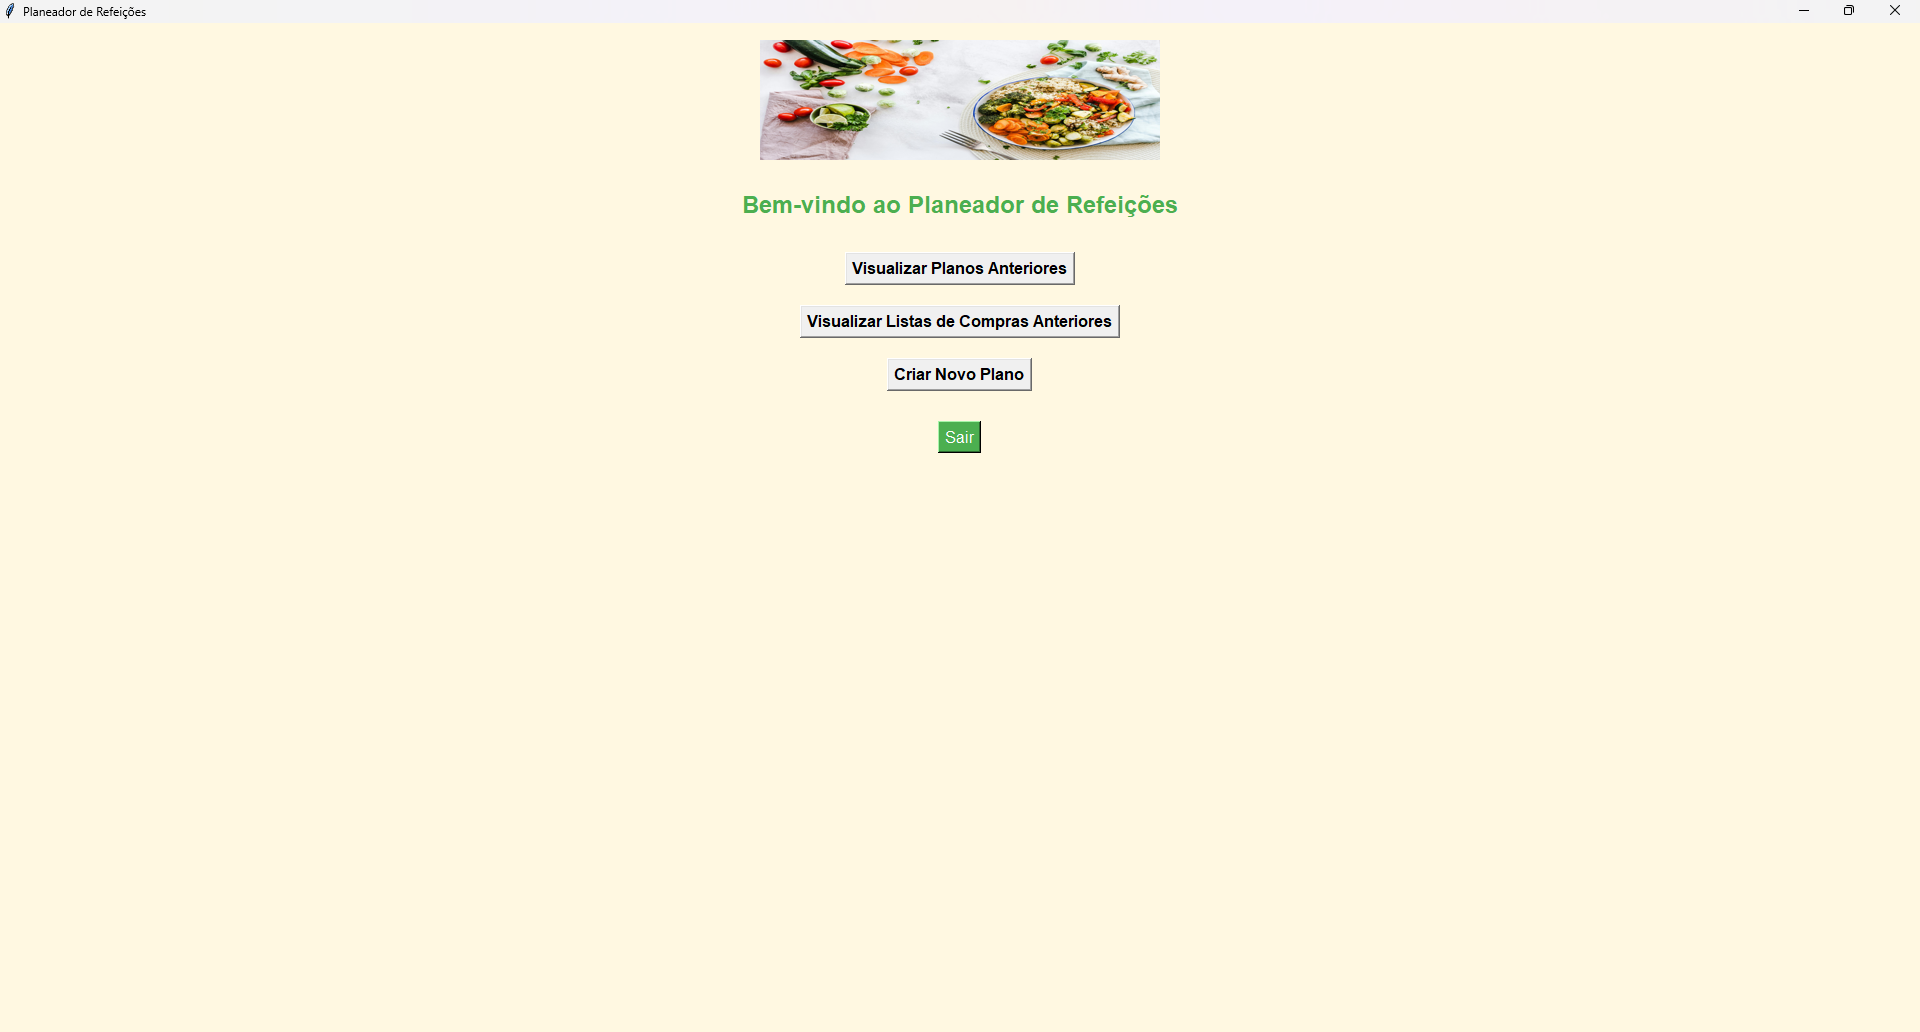 Planeador de Refeições
Bem-vindo ao Planeador de Refeições
Visualizar Planos Anteriores
Visualizar Listas de Compras Anteriores
Criar Novo Plano
Sair